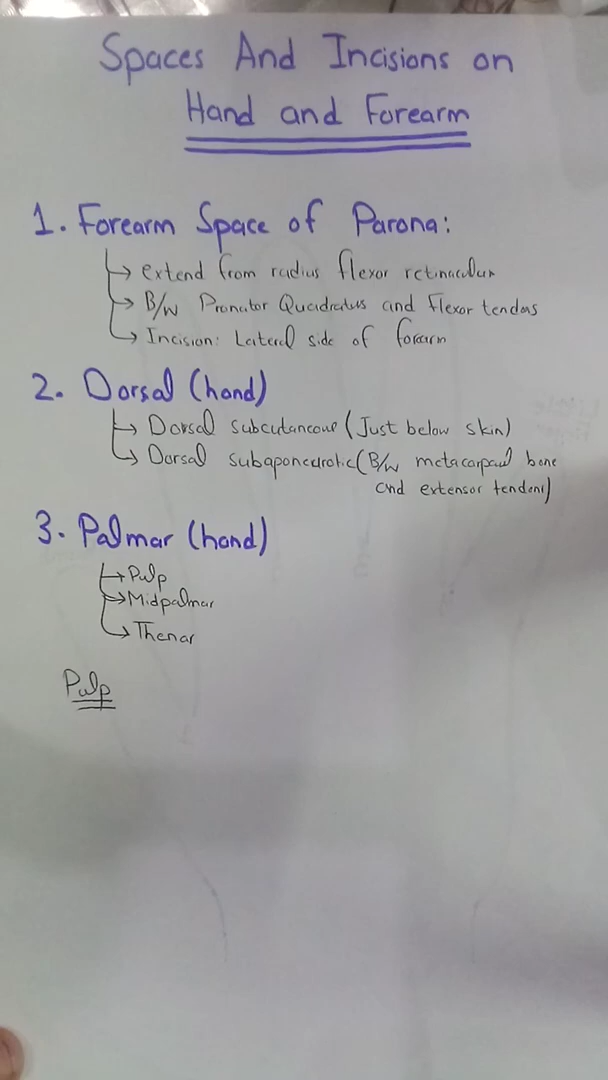 Spaces And Incisions on
Hand and Forearm
1. Forearm Space of Parona:
extend from radius flexor retinaculum
B/w Pronator Quadratus and Flexor tendons
Incision: Lateral side of forearm
2. Dorsal (hand)
Dorsal subcutaneous (Just below skin)
Dorsal subaponeurotic (B/w metacarpal bone
and extensor tendons)
3. Palmar (hand)
Pulp
Midpalmar
Thenar
Pulp